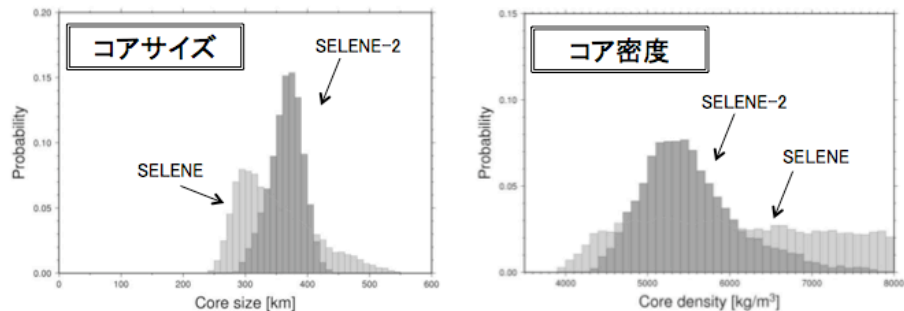 コアサイズ
SELENE-2
SELENE
Probability
0.20
0.15
0.10
0.05
0.00
0
100
200
300
400
500
600
Core size [km]
コア密度
SELENE-2
SELENE
Probability
0.15
0.10
0.05
0.00
4000
5000
6000
7000
8000
Core density [kg/m³]